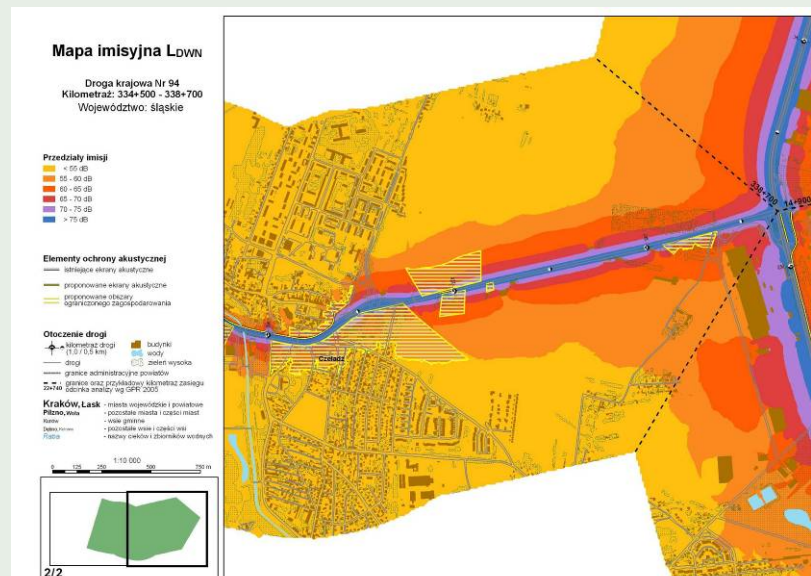 Mapa imisyjna LDWN
Droga krajowa Nr 94
Kilometraż: 334+500 - 338+700
Województwo: śląskie
Przedziały imisji
< 55 dB
55 - 60 dB
60 - 65 dB
65 - 70 dB
70 - 75 dB
> 75 dB
Elementy ochrony akustycznej
istniejące ekrany akustyczne
proponowane ekrany akustyczne
proponowane obszary
ograniczonego zagospodarowania
Otoczenie drogi
kilometraż drogi
(1,0 / 0,5 km)
budynki
wody
drogi
zieleń wysoka
granice administracyjne powiatów
22+740
granice oraz przykładowy kilometraż zasięgu
odcinka analizy wg GPR 2005
Kraków, Łask - miasta wojewódzkie i powiatowe
Pilzno, - pozostałe miasta i części miast
- wsie gminne
- pozostałe wsie i części wsi
- nazwy cieków i zbiorników wodnych
1:10 000
0 125 250 500 750 m
2/2
Czeladź
338+700